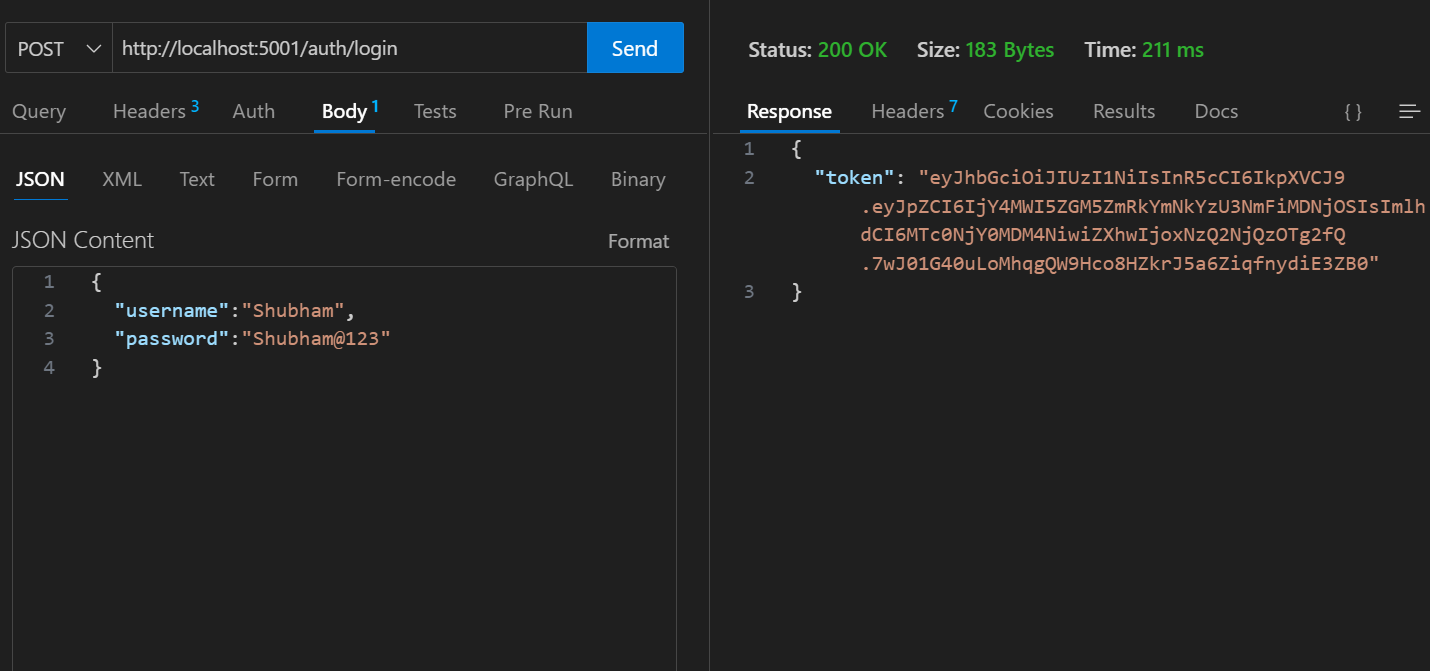 POST http://localhost:5001/auth/login Send
Query Headers 3 Auth Body 1 Tests Pre Run
JSON XML Text Form Form-encode GraphQL Binary
JSON Content Format
1 {
2 "username":"Shubham",
3 "password":"Shubham@123"
4 }
Status: 200 OK Size: 183 Bytes Time: 211 ms
Response Headers 7 Cookies Results Docs { }
1 {
2 "token": "eyJhbGciOiJIUzI1NiIsInR5cCI6IkpXVCJ9
.eyJpZCI6IjY4MWI5ZGM5ZmRkYmNkYzU3NmFiMDNjOSIsImlh
dCI6MTc0NjY0MDM4NiwiZXhwIjoxNzQ2NjQzOTg2fQ
.7wJ01G40uLoMhqgQW9Hco8HZkrJ5a6ZiqfnydiE3ZB0"
3 }